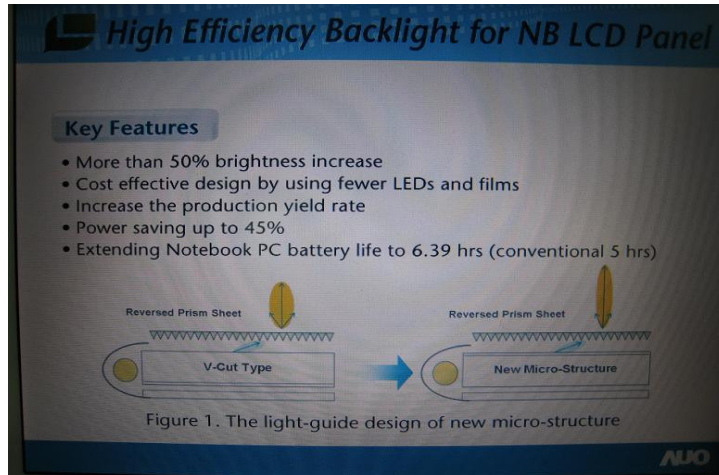 High Efficiency Backlight for NB LCD Panel
Key Features
• More than 50% brightness increase
• Cost effective design by using fewer LEDs and films
• Increase the production yield rate
• Power saving up to 45%
• Extending Notebook PC battery life to 6.39 hrs (conventional 5 hrs)
Reversed Prism Sheet
Reversed Prism Sheet
V-Cut Type
New Micro-Structure
Figure 1. The light-guide design of new micro-structure
AUO